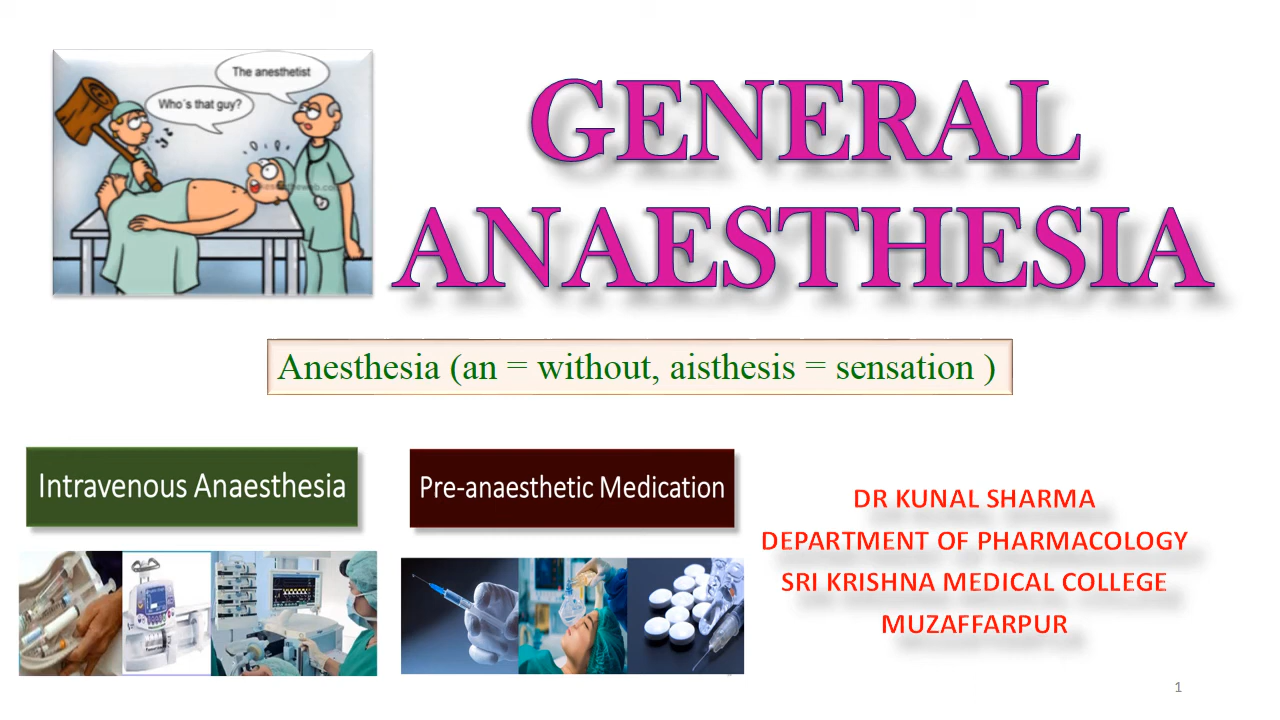 The anesthetist
Who's that guy?
GENERAL
ANAESTHESIA
Anesthesia (an = without, aisthesis = sensation )
Intravenous Anaesthesia
Pre-anaesthetic Medication
DR KUNAL SHARMA
DEPARTMENT OF PHARMACOLOGY
SRI KRISHNA MEDICAL COLLEGE
MUZAFFARPUR
1